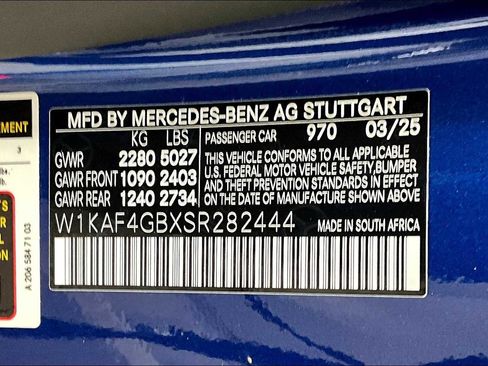 MFD BY MERCEDES-BENZ AG STUTTGART
KG LBS PASSENGER CAR 970 03/25
GVWR 2280 5027
GAWR FRONT 1090 2403
GAWR REAR 1240 2734
THIS VEHICLE CONFORMS TO ALL APPLICABLE
U.S. FEDERAL MOTOR VEHICLE SAFETY,BUMPER
AND THEFT PREVENTION STANDARDS IN EFFECT
ON THE DATE OF MANUFACTURE SHOWN ABOVE
W1KAF4GBXSR282444 MADE IN SOUTH AFRICA
EMENT
3
lbs.
A 206 584 71 03